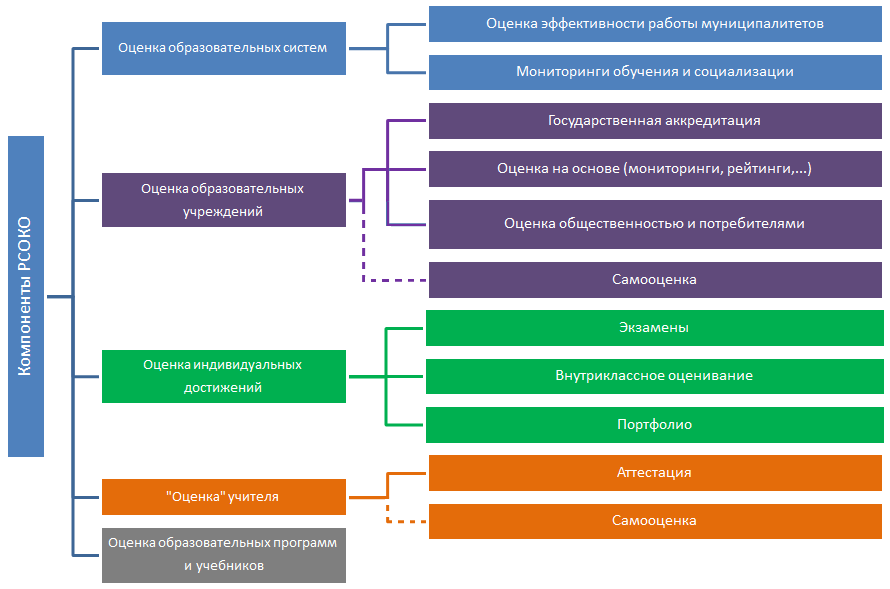 Компоненты РСОКО
Оценка образовательных систем
Оценка эффективности работы муниципалитетов
Мониторинги обучения и социализации
Оценка образовательных
учреждений
Государственная аккредитация
Оценка на основе (мониторинги, рейтинги,...)
Оценка общественностью и потребителями
Самооценка
Оценка индивидуальных
достижений
Экзамены
Внутриклассное оценивание
Портфолио
"Оценка" учителя
Аттестация
Самооценка
Оценка образовательных программ
и учебников